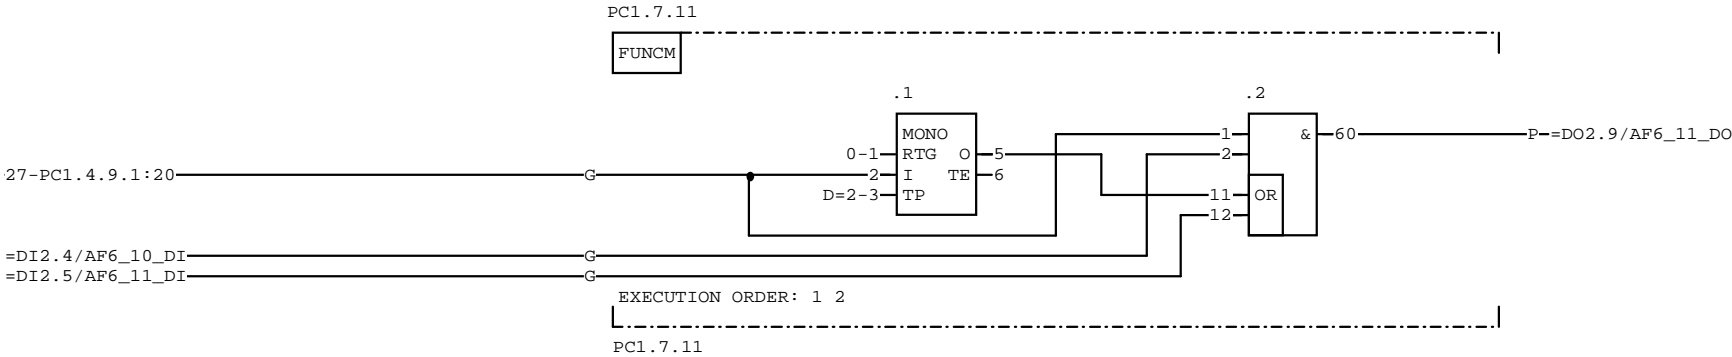 PC1.7.11
FUNCM
.1 .2
MONO 1 & 60 P =DO2.9/AF6_11_DO
0-1 RTG O 5 2
27-PC1.4.9.1:20 G 2 I TE 6
D=2-3 TP 11 OR
12
=DI2.4/AF6_10_DI G
=DI2.5/AF6_11_DI G
EXECUTION ORDER: 1 2
PC1.7.11